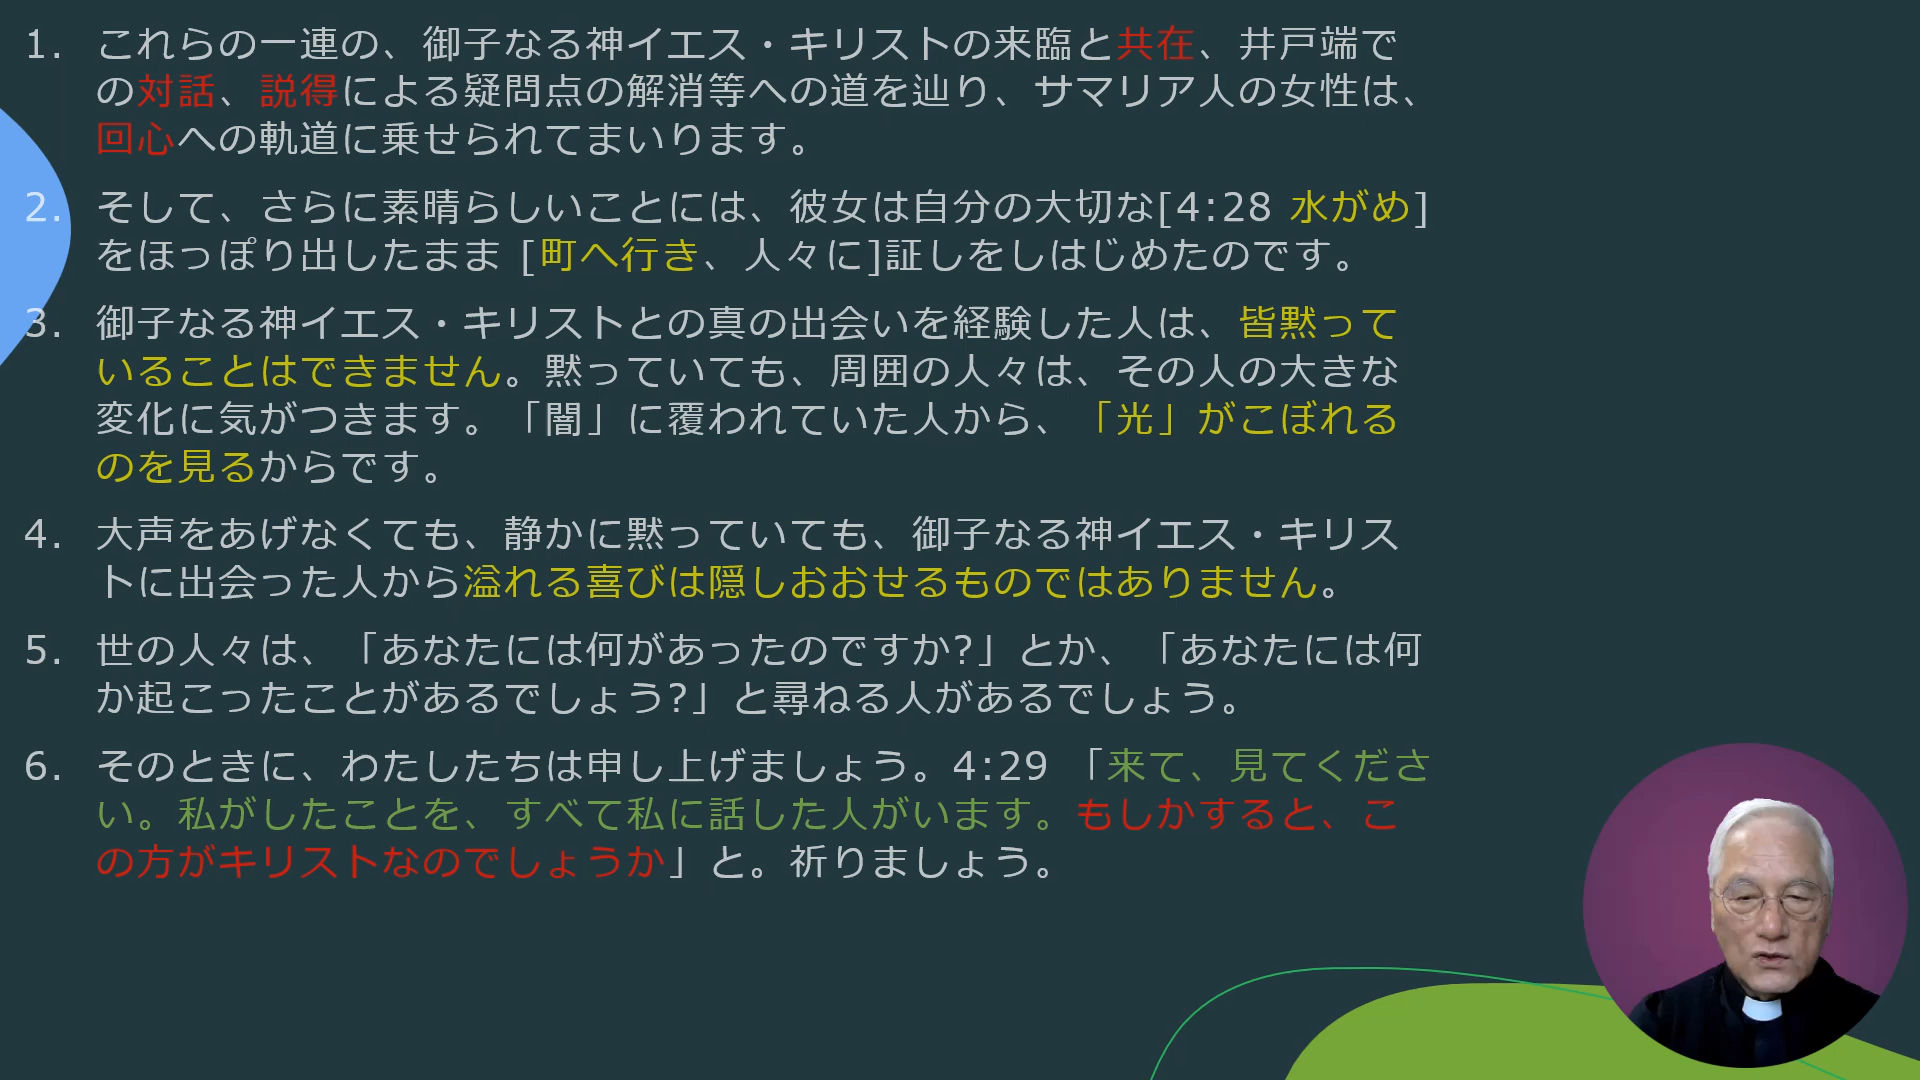 1. これらの一連の、御子なる神イエス・キリストの来臨と共在、井戸端で
の対話、説得による疑問点の解消等への道を辿り、サマリア人の女性は、
回心への軌道に乗せられてまいります。
2. そして、さらに素晴らしいことには、彼女は自分の大切な[4:28 水がめ]
をほっぽり出したまま [町へ行き、人々に]証しをしはじめたのです。
3. 御子なる神イエス・キリストとの真の出会いを経験した人は、皆黙って
いることはできません。黙っていても、周囲の人々は、その人の大きな
変化に気がつきます。「闇」に覆われていた人から、「光」がこぼれる
のを見るからです。
4. 大声をあげなくても、静かに黙っていても、御子なる神イエス・キリス
トに出会った人から溢れる喜びは隠しおおせるものではありません。
5. 世の人々は、「あなたには何があったのですか?」とか、「あなたには何
か起こったことがあるでしょう?」と尋ねる人があるでしょう。
6. そのときに、わたしたちは申し上げましょう。4:29 「来て、見てくださ
い。私がしたことを、すべて私に話した人がいます。もしかすると、こ
の方がキリストなのでしょうか」と。祈りましょう。